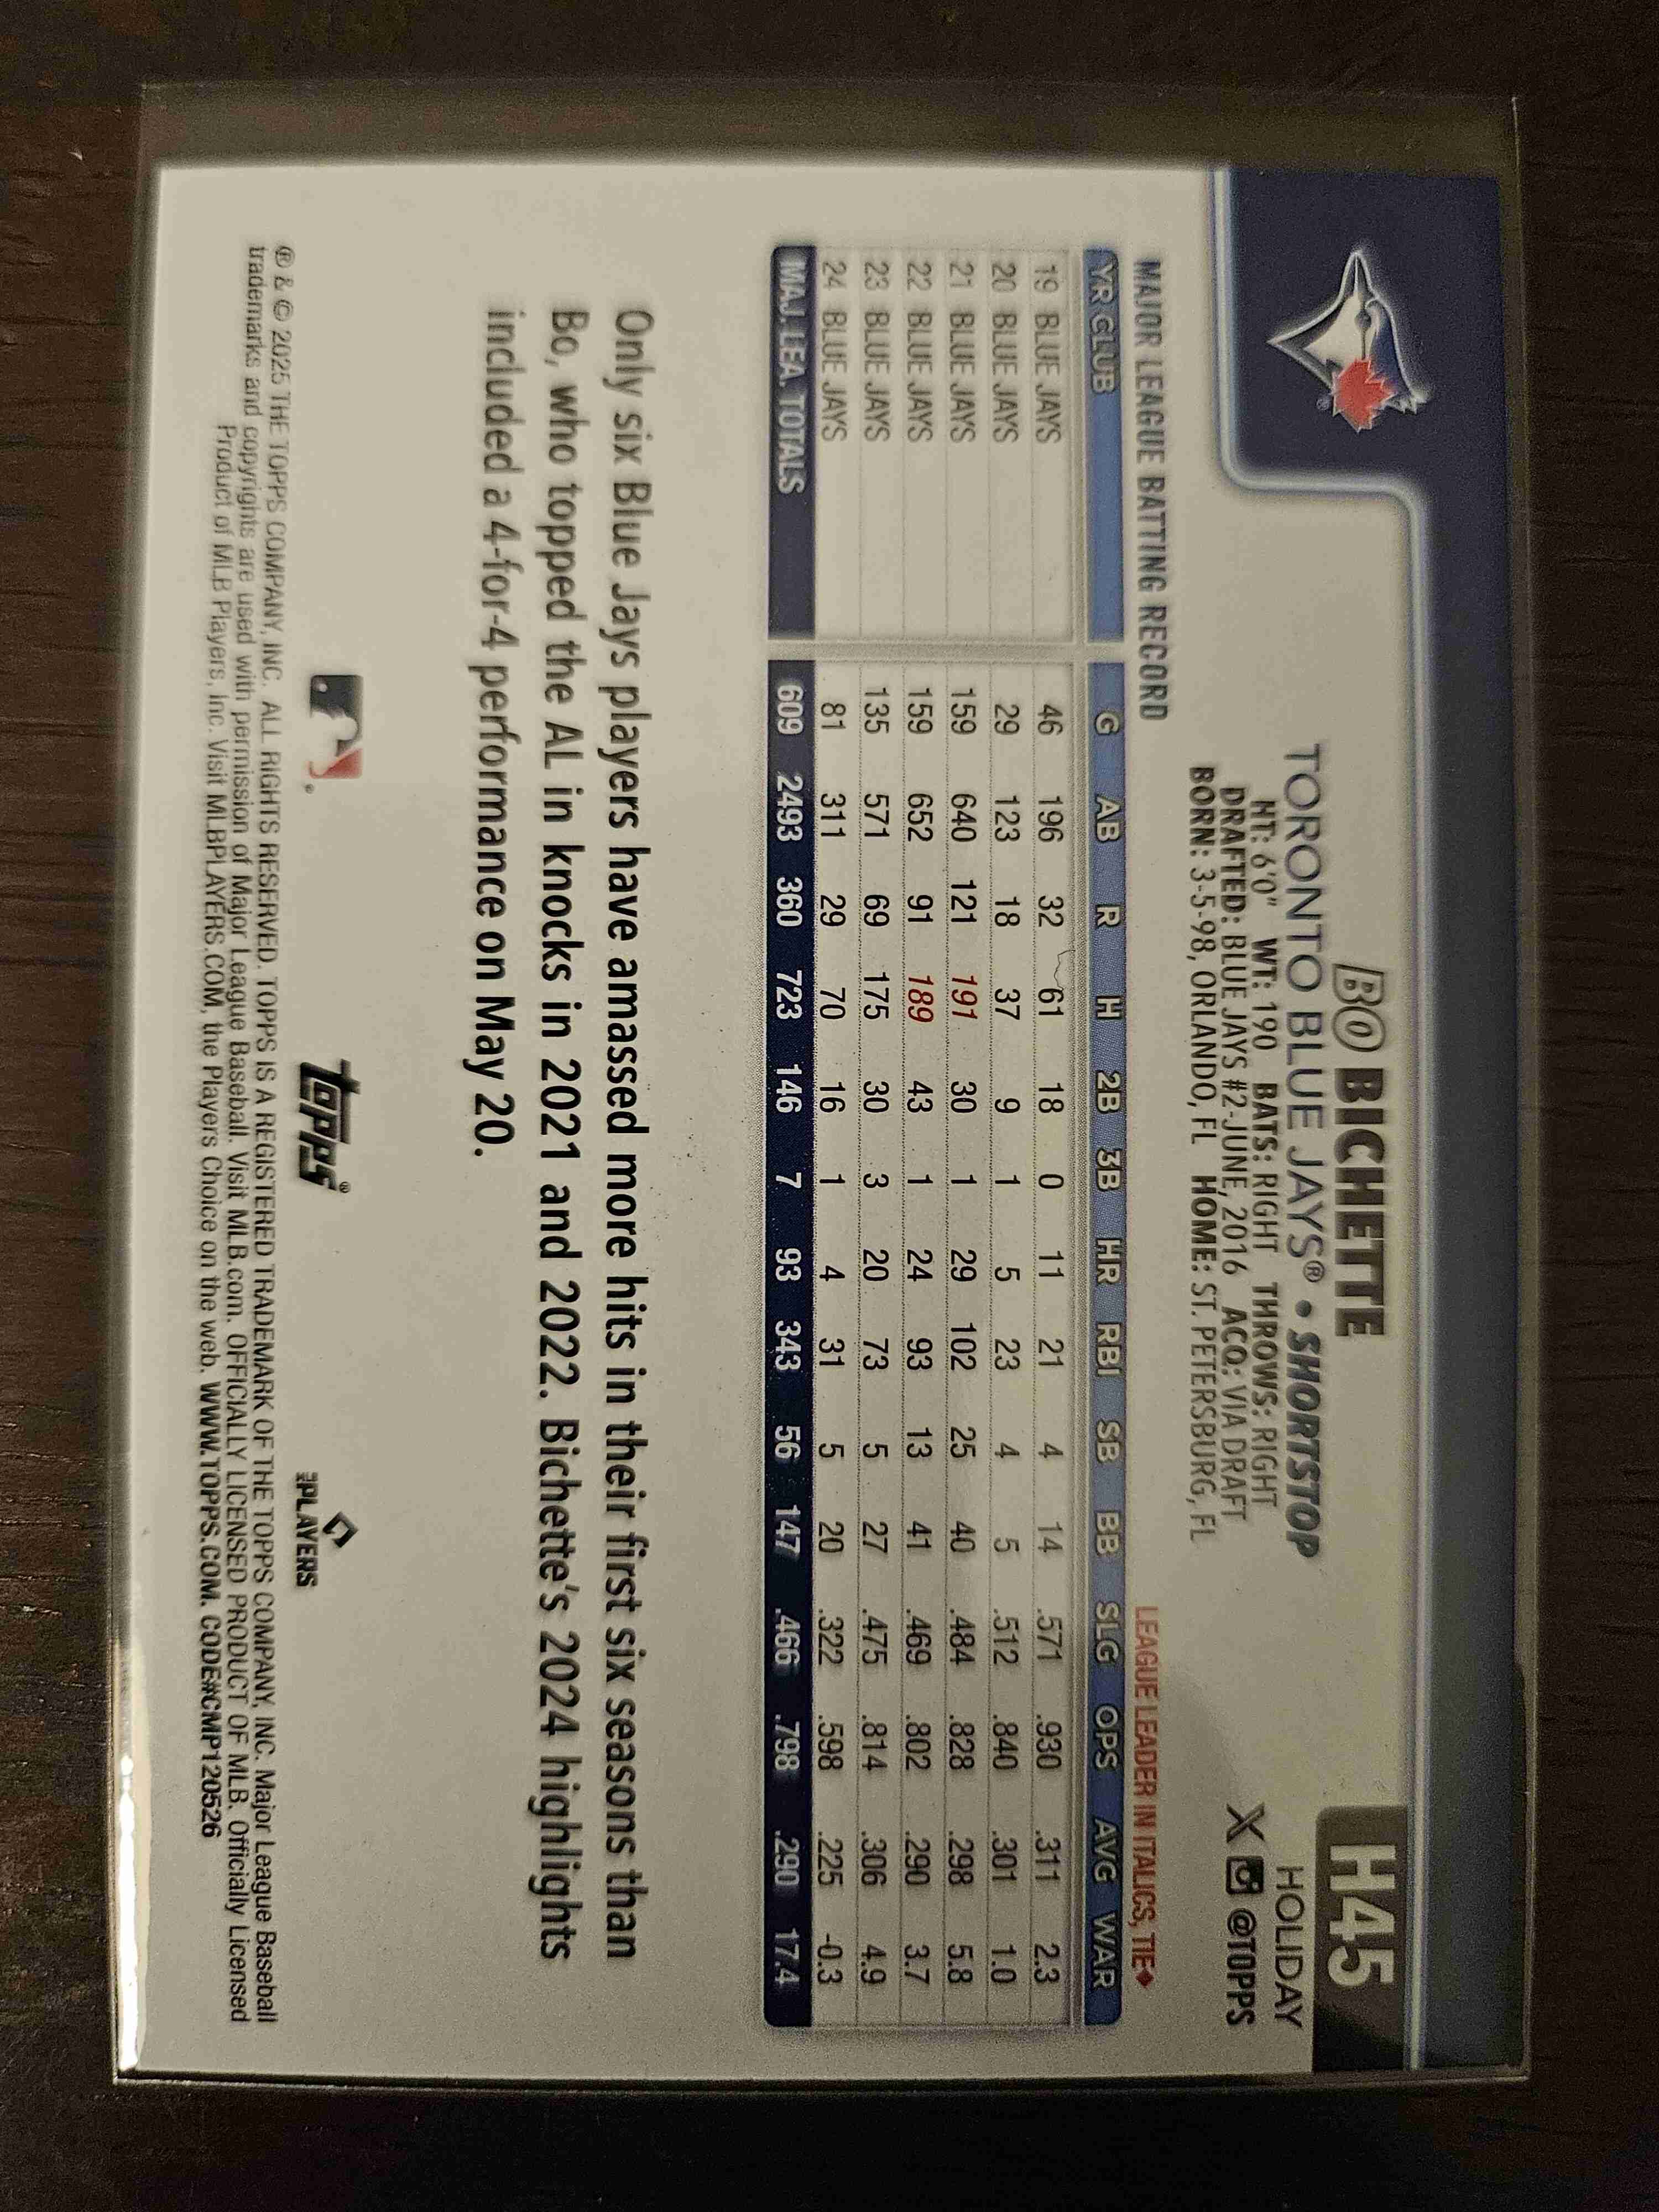 H45
HOLIDAY
X @TOPPS
BO BICHETTE
TORONTO BLUE JAYS® • SHORTSTOP
HT: 6'0" WT: 190 BATS: RIGHT THROWS: RIGHT
DRAFTED: BLUE JAYS #2-JUNE, 2016 ACQ: VIA DRAFT
BORN: 3-5-98, ORLANDO, FL HOME: ST. PETERSBURG, FL
MAJOR LEAGUE BATTING RECORD LEAGUE LEADER IN ITALICS, TIE◆
YR CLUB G AB R H 2B 3B HR RBI SB BB SLG OPS AVG WAR
19 BLUE JAYS 46 196 32 61 18 0 11 21 4 14 .571 .930 .311 2.3
20 BLUE JAYS 29 123 18 37 9 1 5 23 4 5 .512 .840 .301 1.0
21 BLUE JAYS 159 640 121 191 30 1 29 102 25 40 .484 .828 .298 5.8
22 BLUE JAYS 159 652 91 189 43 1 24 93 13 41 .469 .802 .290 3.7
23 BLUE JAYS 135 571 69 175 30 3 20 73 5 27 .475 .814 .306 4.9
24 BLUE JAYS 81 311 29 70 16 1 4 31 5 20 .322 .598 .225 -0.3
MAJ. LEA. TOTALS 609 2493 360 723 146 7 93 343 56 147 .466 .798 .290 17.4
Only six Blue Jays players have amassed more hits in their first six seasons than
Bo, who topped the AL in knocks in 2021 and 2022. Bichette's 2024 highlights
included a 4-for-4 performance on May 20.
topps®
PLAYERS
® & © 2025 THE TOPPS COMPANY, INC. ALL RIGHTS RESERVED. TOPPS IS A REGISTERED TRADEMARK OF THE TOPPS COMPANY, INC. Major League Baseball
trademarks and copyrights are used with permission of Major League Baseball. Visit MLB.com. OFFICIALLY LICENSED PRODUCT OF MLB. Officially Licensed
Product of MLB Players, Inc. Visit MLBPLAYERS.COM, the Players Choice on the web. WWW.TOPPS.COM. CODE#CMP120526